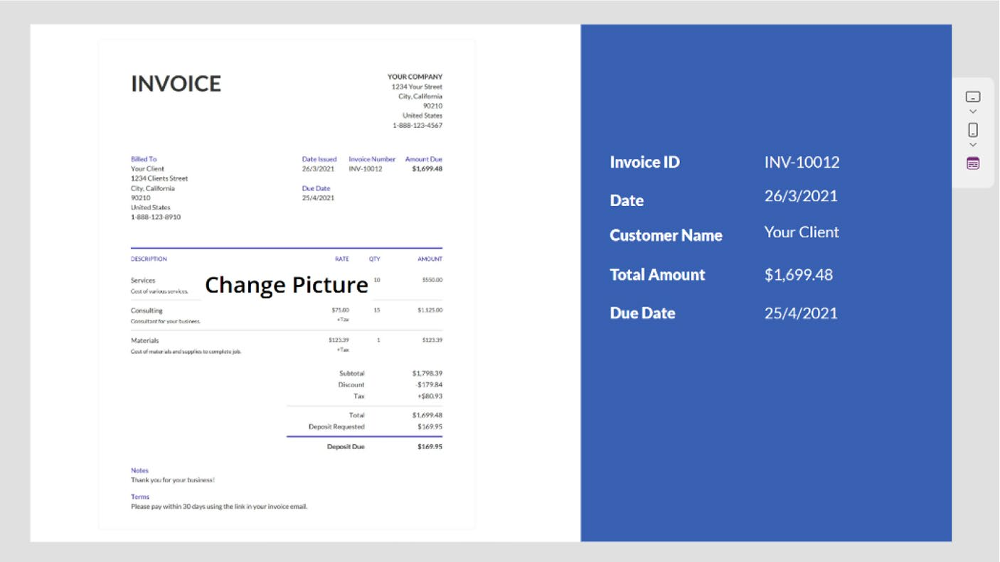 INVOICE
YOUR COMPANY
1234 Your Street
City, California
90210
United States
1-888-123-4567
Billed To
Your Client
1234 Clients Street
City, California
90210
United States
1-888-123-8910
Date Issued Invoice Number Amount Due
26/3/2021 INV-10012 $1,699.48
Due Date
25/4/2021
DESCRIPTION RATE QTY AMOUNT
Services 10 $550.00
Cost of various services.
Change Picture
Consulting $75.00 15 $1,125.00
Consultant for your business. +Tax
Materials $123.39 1 $123.39
Cost of materials and supplies to complete job. +Tax
Subtotal $1,798.39
Discount -$179.84
Tax +$80.93
Total $1,699.48
Deposit Requested $169.95
Deposit Due $169.95
Notes
Thank you for your business!
Terms
Please pay within 30 days using the link in your invoice email.
Invoice ID INV-10012
Date 26/3/2021
Customer Name Your Client
Total Amount $1,699.48
Due Date 25/4/2021